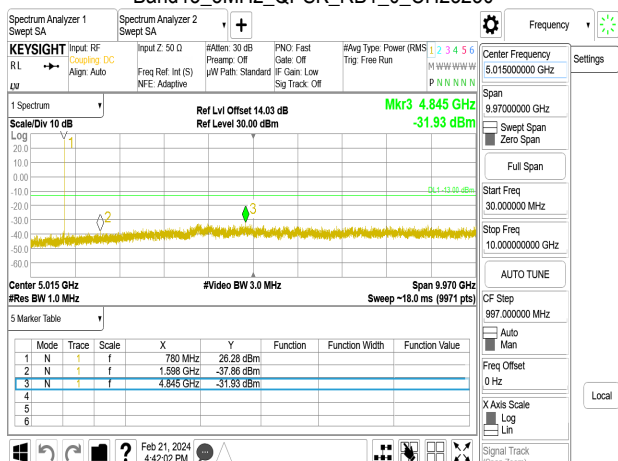 Spectrum Analyzer 1
Swept SA
Spectrum Analyzer 2
Swept SA
+
Frequency
KEYSIGHT
RL
Input: RF
Coupling: DC
Align: Auto
Input Z: 50 Ω
Freq Ref: Int (S)
NFE: Adaptive
#Atten: 30 dB
Preamp: Off
µW Path: Standard
PNO: Fast
Gate: Off
IF Gain: Low
Sig Track: Off
#Avg Type: Power (RMS
Trig: Free Run
1 2 3 4 5 6
M W W W W W
P N N N N N
1 Spectrum
Scale/Div 10 dB
Ref Lvl Offset 14.03 dB
Ref Level 30.00 dBm
Mkr3 4.845 GHz
-31.93 dBm
Log
20.0
10.0
0.00
-10.0
-20.0
-30.0
-40.0
-50.0
-60.0
1
2
3
Center 5.015 GHz
#Res BW 1.0 MHz
#Video BW 3.0 MHz
Span 9.970 GHz
Sweep ~18.0 ms (9971 pts)
5 Marker Table
Mode Trace Scale X Y Function Function Width Function Value
1 N 1 f 780 MHz 26.28 dBm
2 N 1 f 1.598 GHz -37.86 dBm
3 N 1 f 4.845 GHz -31.93 dBm
4
5
6
Feb 21, 2024
4:42:02 PM
Center Frequency
5.015000000 GHz
Span
9.97000000 GHz
Swept Span
Zero Span
Full Span
Start Freq
30.000000 MHz
Stop Freq
10.000000000 GHz
AUTO TUNE
CF Step
997.000000 MHz
Auto
Man
Freq Offset
0 Hz
X Axis Scale
Log
Lin
Signal Track
Settings
Local